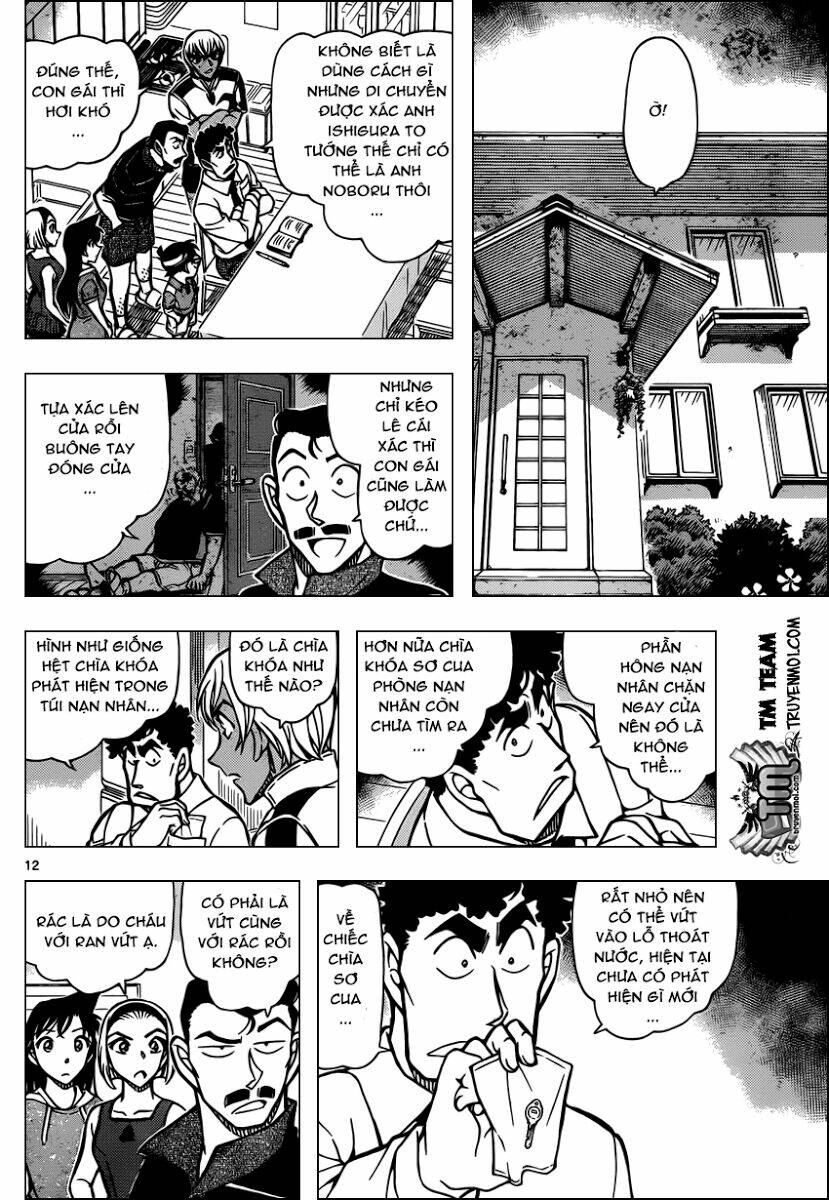 Ờ!
KHÔNG BIẾT LÀ
DÙNG CÁCH GÌ
NHƯNG DI CHUYỂN
ĐƯỢC XÁC ANH
ISHIGURA TO
TƯỚNG THẾ CHỈ CÓ
THỂ LÀ ANH
NOBORU THÔI
...
ĐÚNG THẾ,
CON GÁI THÌ
HƠI KHÓ
...
NHƯNG
CHỈ KÉO
LÊ CÁI
XÁC THÌ
CON GÁI
CŨNG LÀM
ĐƯỢC
CHỨ...
TỰA XÁC LÊN
CỬA RỒI
BUÔNG TAY
ĐÓNG CỬA
...
PHẦN
HÔNG NẠN
NHÂN CHẶN
NGAY CỬA
NÊN ĐÓ LÀ
KHÔNG
THỂ...
HƠN NỮA CHÌA
KHÓA SƠ CUA
PHÒNG NẠN
NHÂN CÒN
CHƯA TÌM RA
...
ĐÓ LÀ CHÌA
KHÓA NHƯ
THẾ NÀO?
HÌNH NHƯ GIỐNG
HỆT CHÌA KHÓA
PHÁT HIỆN TRONG
TÚI NẠN NHÂN...
TM TEAM
TRUYENMOI.COM
TM
truyenmoi.com
12
RẤT NHỎ NÊN
CÓ THỂ VỨT
VÀO LỖ THOÁT
NƯỚC, HIỆN TẠI
CHƯA CÓ PHÁT
HIỆN GÌ MỚI
VỀ
CHIẾC
CHÌA
SƠ
CUA
...
CÓ PHẢI LÀ
VỨT CÙNG
VỚI RÁC RỒI
KHÔNG?
RÁC LÀ DO CHÁU
VỚI RAN VỨT Ạ.